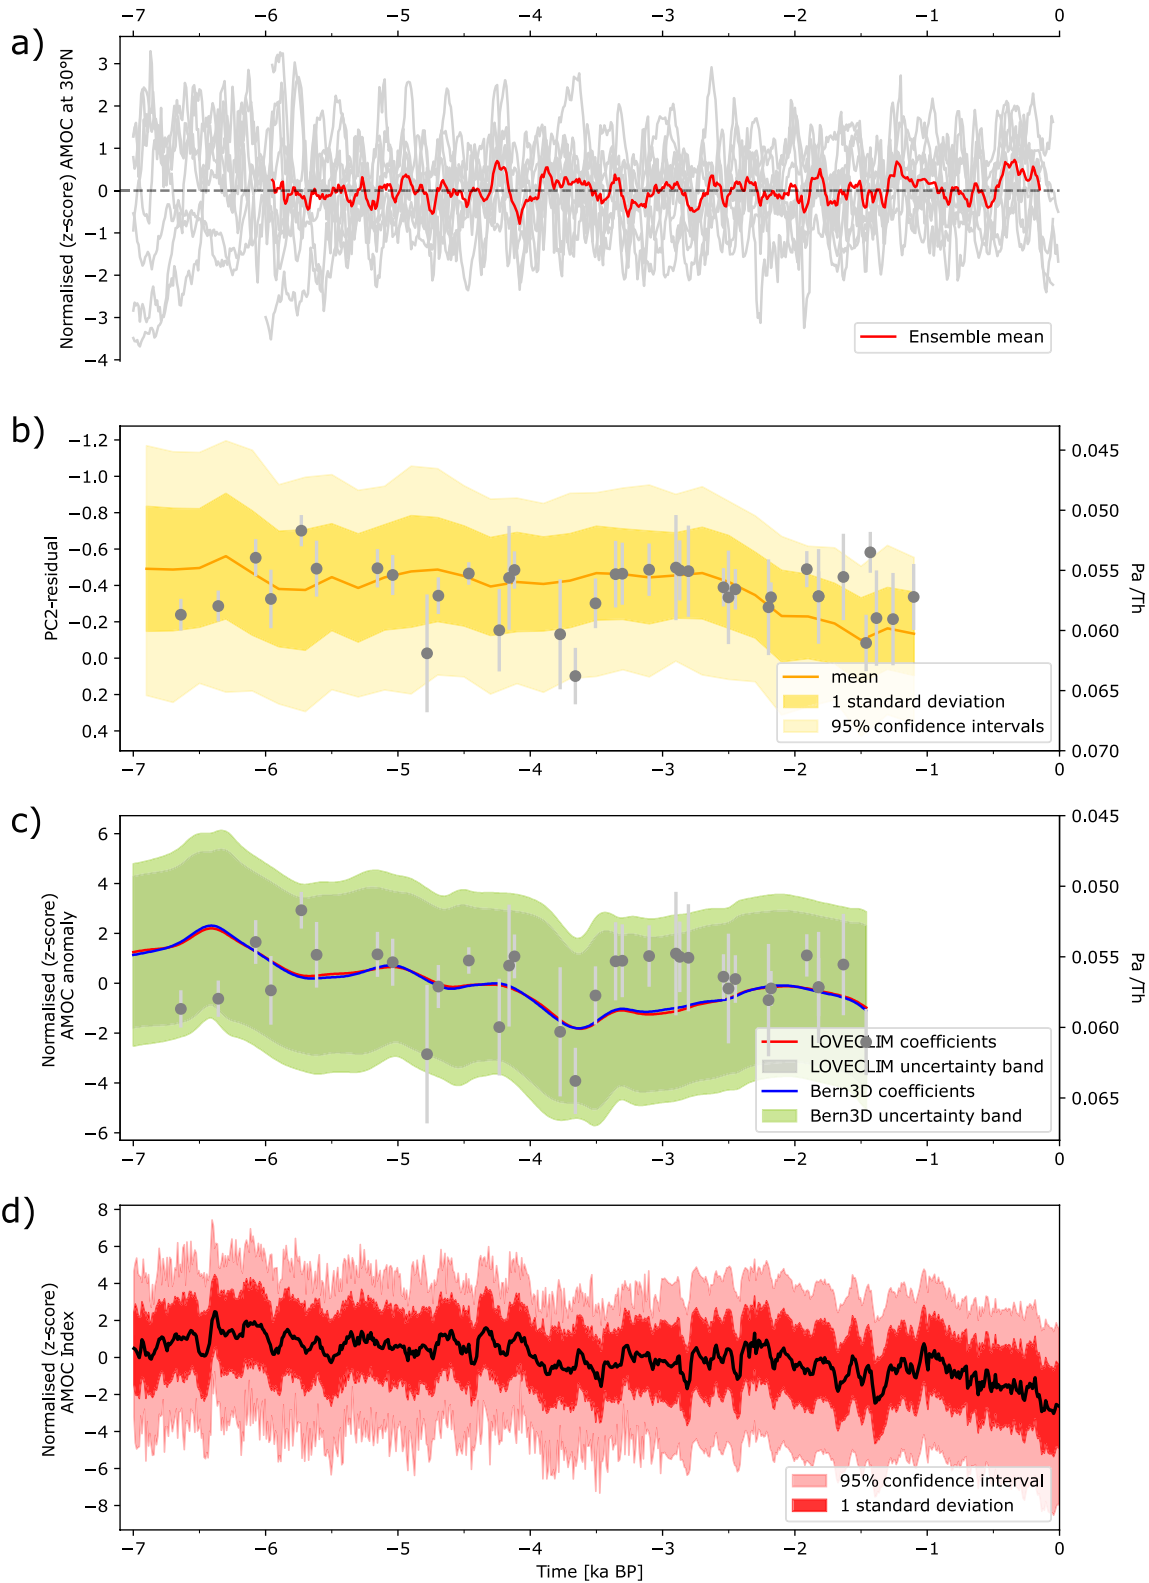 −7 −6 −5 −4 −3 −2 −1 0
a)
Normalised (z-score) AMOC at 30°N
3
2
1
0
−1
−2
−3
−4
Ensemble mean
b)
PC2-residual
−1.2
−1.0
−0.8
−0.6
−0.4
−0.2
0.0
0.2
0.4
0.045
0.050
0.055
0.060
0.065
0.070
Pa /Th
mean
1 standard deviation
95% confidence intervals
−7 −6 −5 −4 −3 −2 −1 0
c)
Normalised (z-score)
AMOC anomaly
6
4
2
0
−2
−4
−6
0.045
0.050
0.055
0.060
0.065
Pa /Th
LOVECLIM coefficients
LOVECLIM uncertainty band
Bern3D coefficients
Bern3D uncertainty band
−7 −6 −5 −4 −3 −2 −1 0
d)
Normalised (z-score)
AMOC Index
8
6
4
2
0
−2
−4
−6
−8
95% confidence interval
1 standard deviation
−7 −6 −5 −4 −3 −2 −1 0
Time [ka BP]